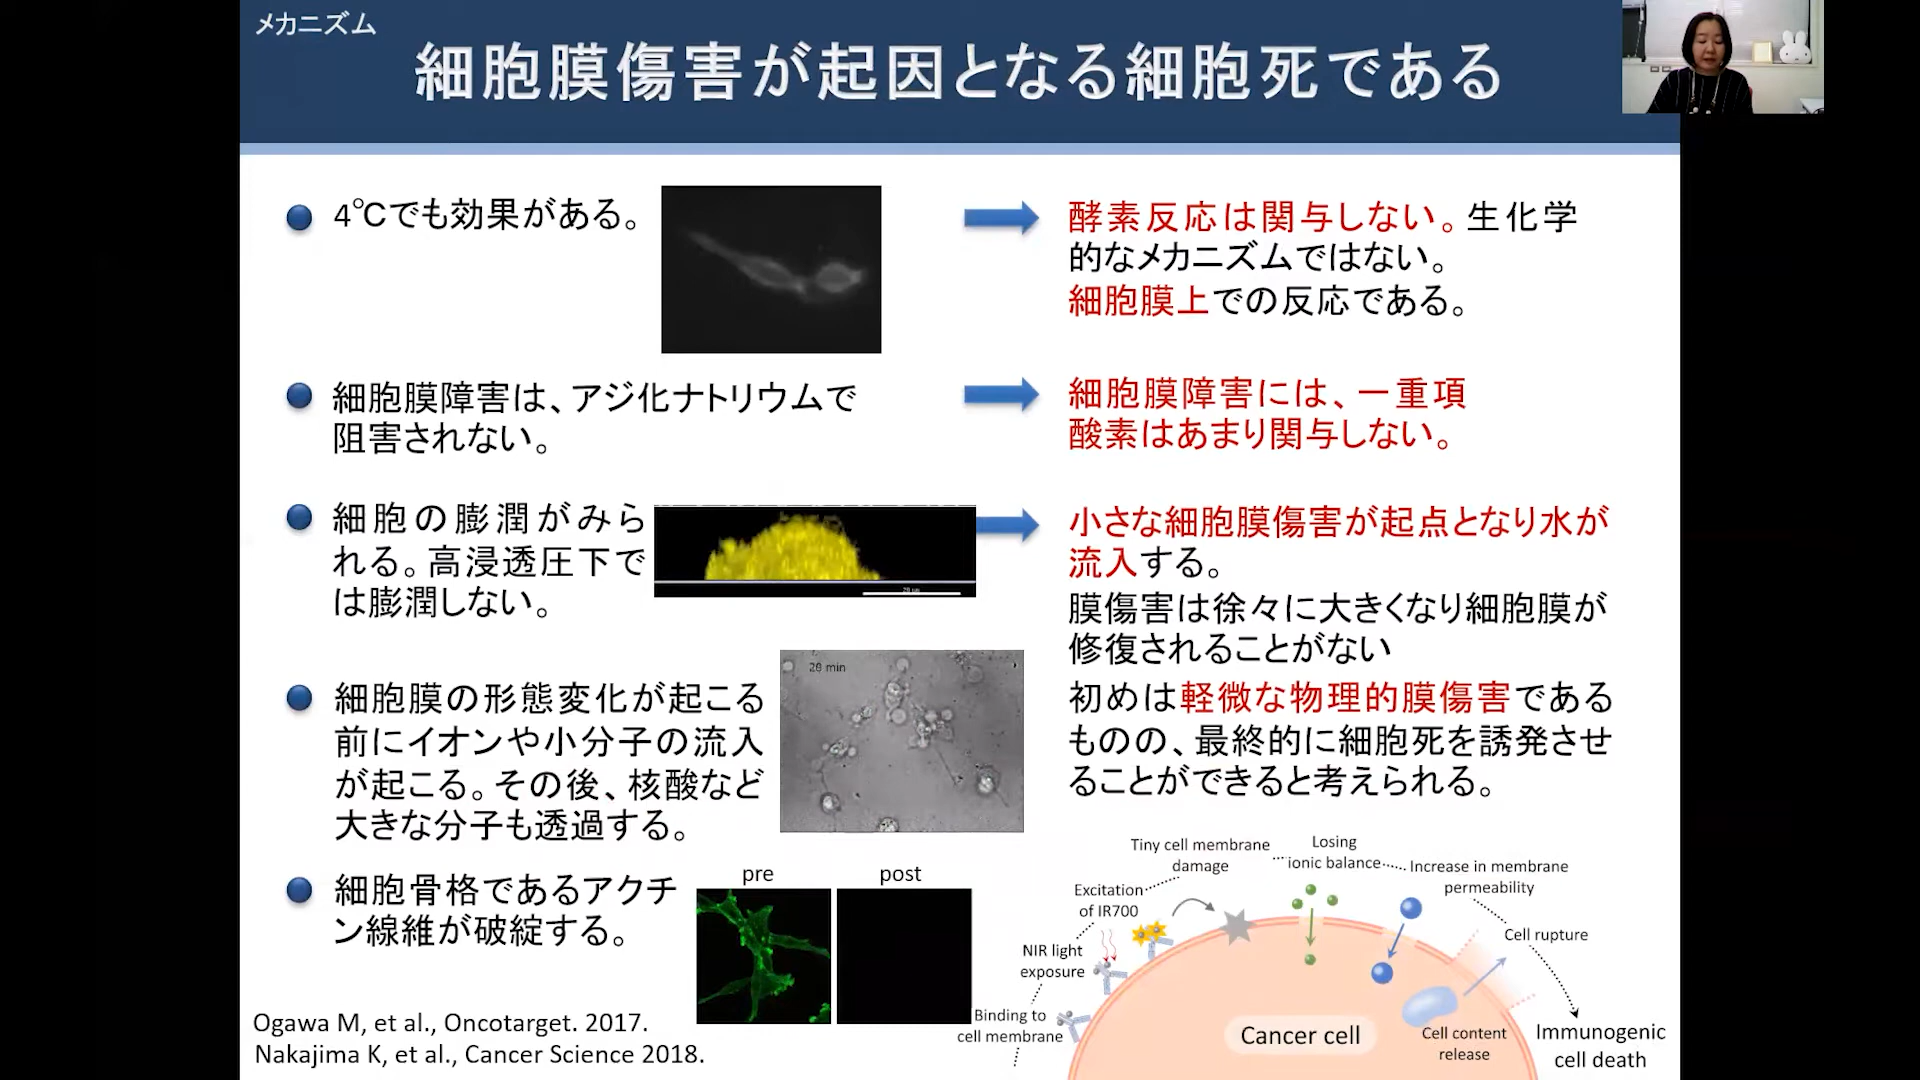 メカニズム
細胞膜傷害が起因となる細胞死である
4℃でも効果がある。
酵素反応は関与しない。生化学
的なメカニズムではない。
細胞膜上での反応である。
細胞膜障害は、アジ化ナトリウムで
阻害されない。
細胞膜障害には、一重項
酸素はあまり関与しない。
細胞の膨潤がみら
れる。高浸透圧下で
は膨潤しない。
小さな細胞膜傷害が起点となり水が
流入する。
膜傷害は徐々に大きくなり細胞膜が
修復されることがない
20 min
細胞膜の形態変化が起こる
前にイオンや小分子の流入
が起こる。その後、核酸など
大きな分子も透過する。
初めは軽微な物理的膜傷害である
ものの、最終的に細胞死を誘発させ
ることができると考えられる。
細胞骨格であるアクチ
ン線維が破綻する。
pre
post
Binding to
cell membrane
NIR light
exposure
Excitation
of IR700
Tiny cell membrane
damage
Losing
ionic balance
Increase in membrane
permeability
Cell rupture
Cell content
release
Immunogenic
cell death
Cancer cell
Ogawa M, et al., Oncotarget. 2017.
Nakajima K, et al., Cancer Science 2018.